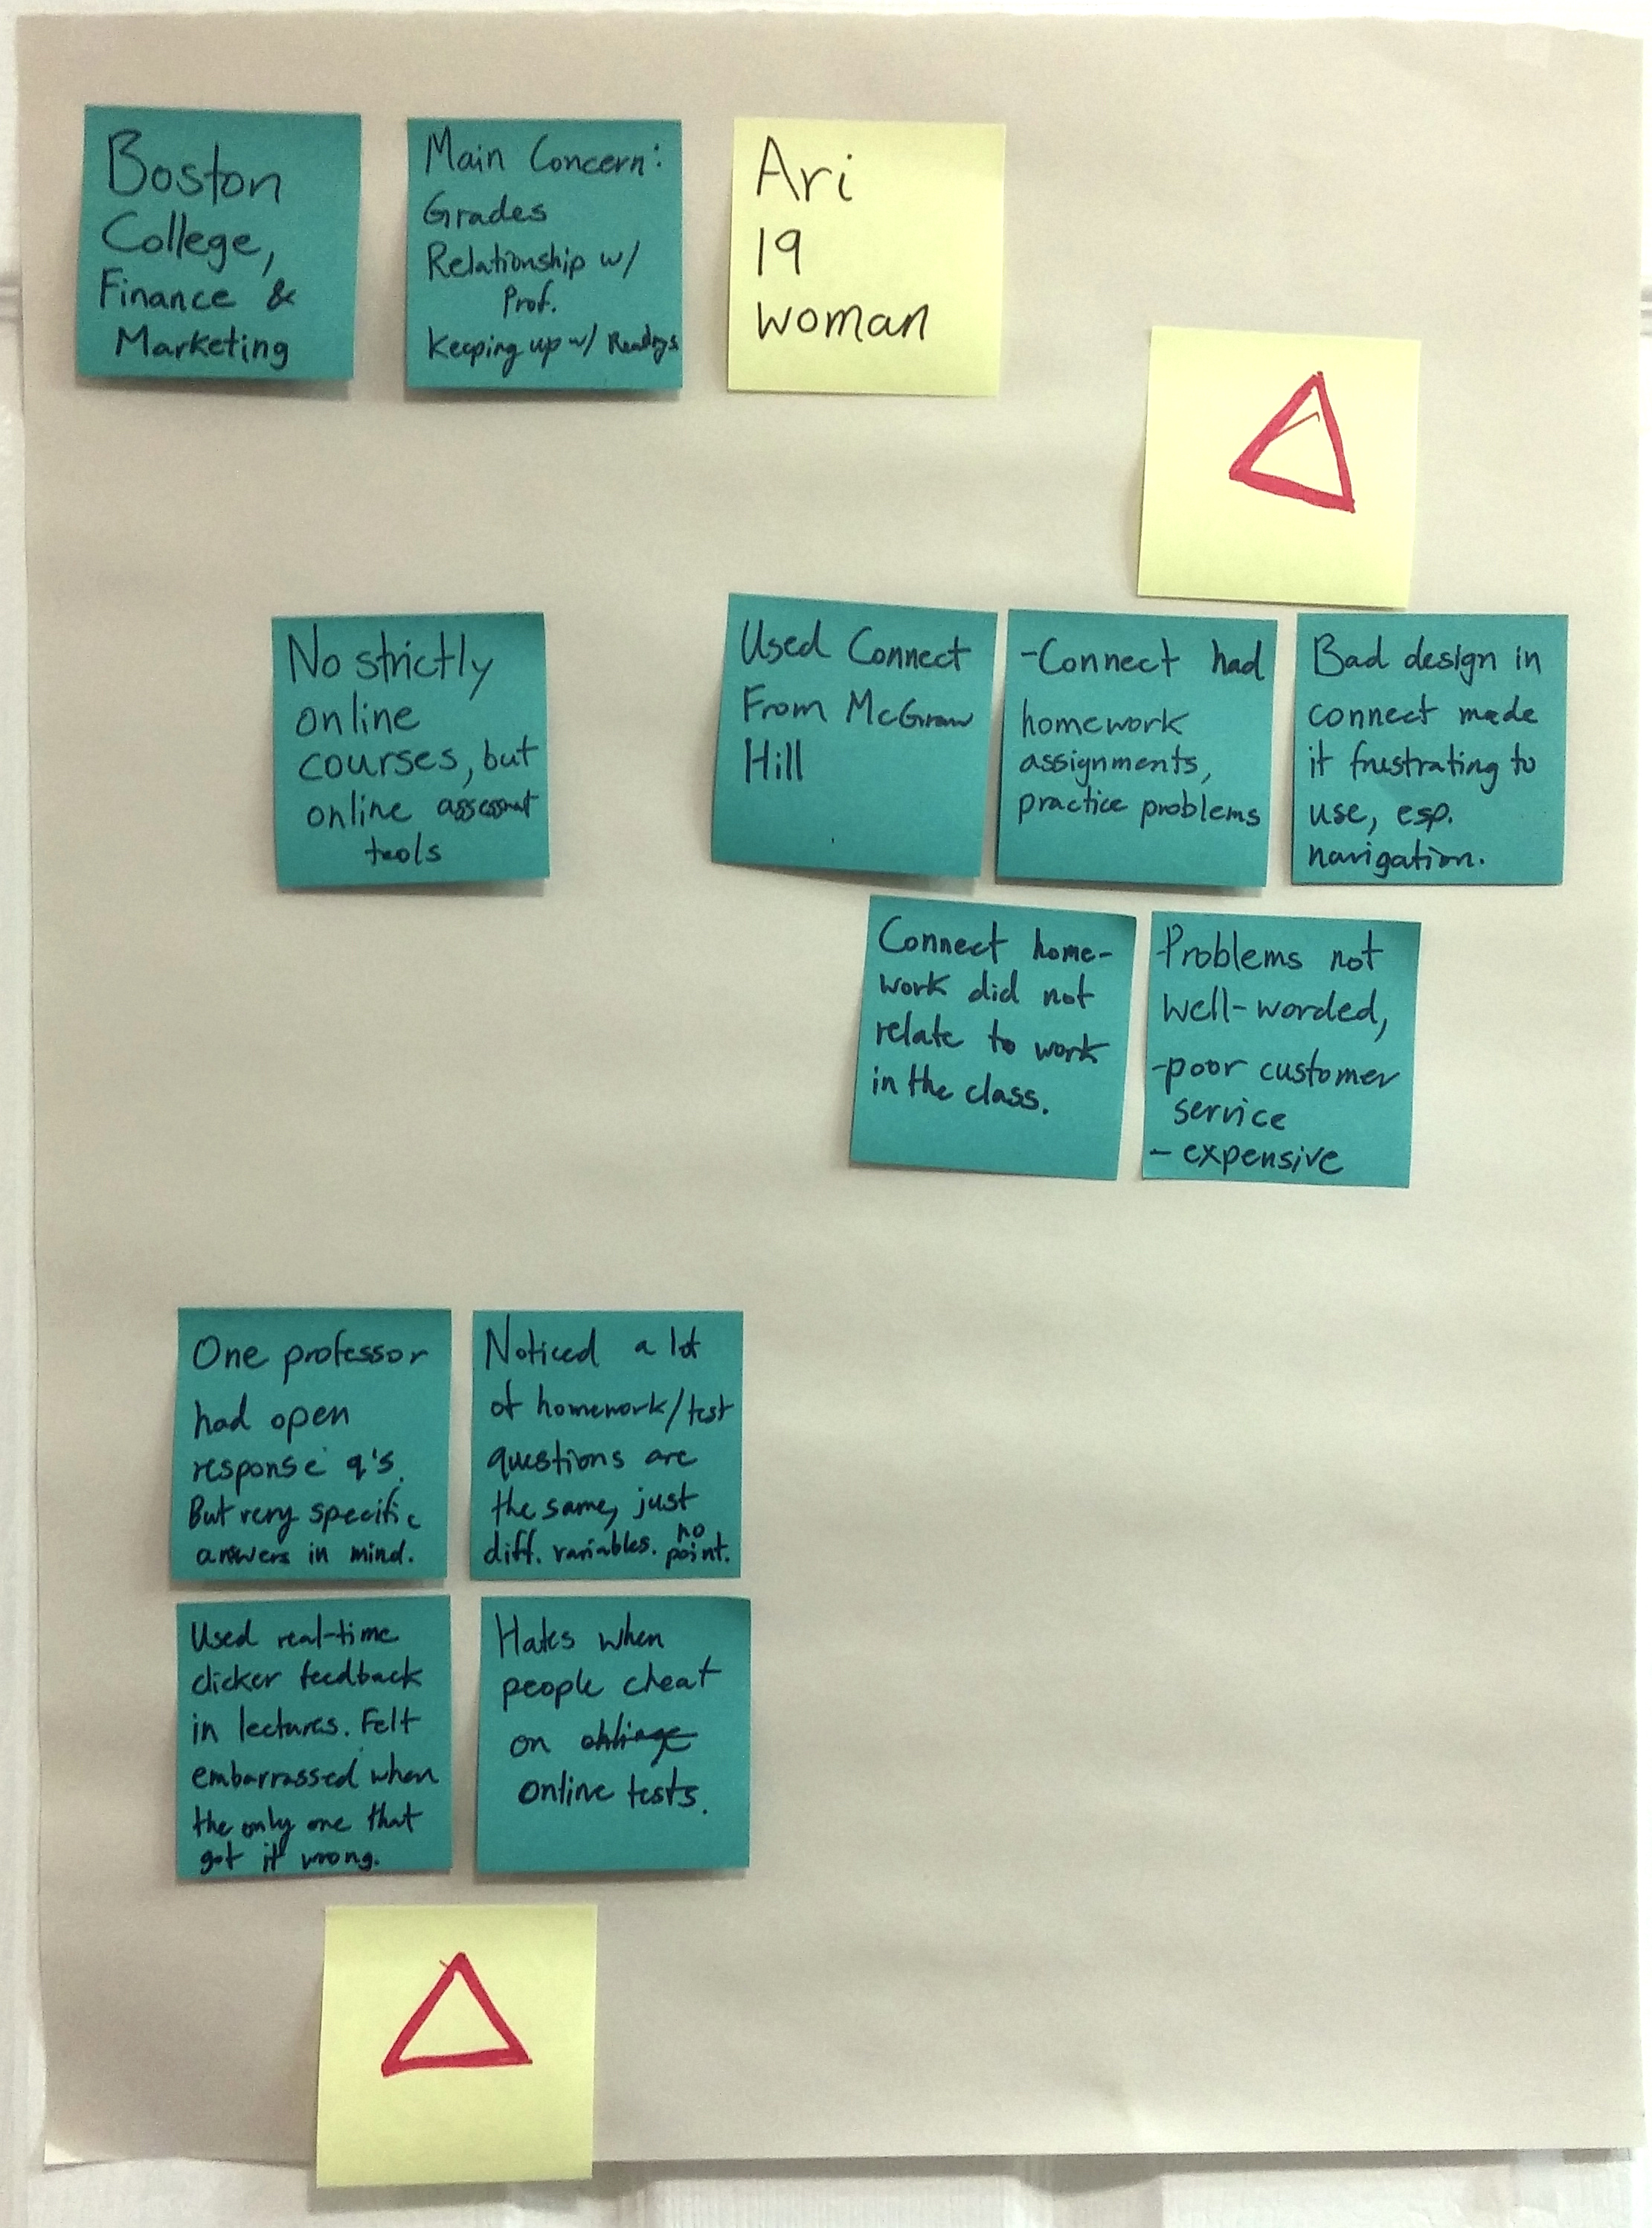 Boston
College,
Finance &
Marketing
Main Concern:
Grades
Relationship w/
Prof.
Keeping up w/ Readings
Ari
19
woman
No strictly
online
courses, but
online assessment
tools
Used Connect
From McGraw
Hill
-Connect had
homework
assignments,
practice problems
Bad design in
connect made
it frustrating to
use, esp.
navigation.
Connect home-
work did not
relate to work
in the class.
-Problems not
well-worded,
-poor customer
service
- expensive
One professor
had open
response q's.
But very specific
answers in mind.
Noticed a lot
of homework/test
questions are
the same, just
diff. variables. no
point.
Used real-time
clicker feedback
in lectures. Felt
embarrassed when
the only one that
got it wrong.
Hates when
people cheat
on
online tests.